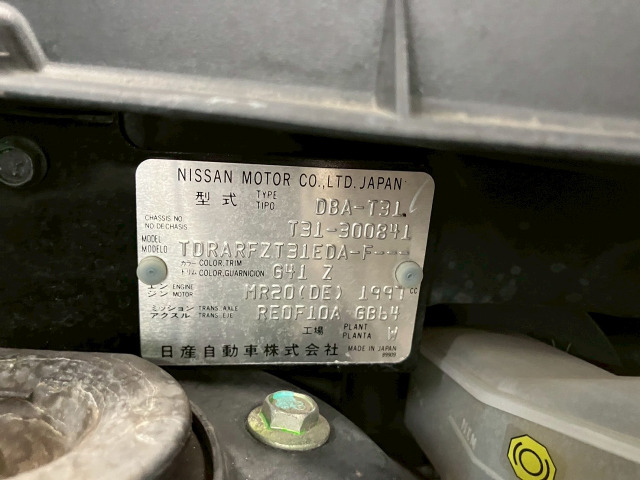 NISSAN MOTOR CO.,LTD. JAPAN
型式 TYPE TIPO DBA-T31
CHASSIS NO NO DE CHASIS T31-300841
MODEL MODELO TDRARFZT31EDA-F---
カラー トリム COLOR,TRIM COLOR,GUARNICION G41 Z
エンジン ENGINE MOTOR MR20(DE) 1997 CC
ミッション アクスル TRANS.AXLE TRANS.EJE RE0F10A GB64
工場 PLANT PLANTA W
日産自動車株式会社 MADE IN JAPAN